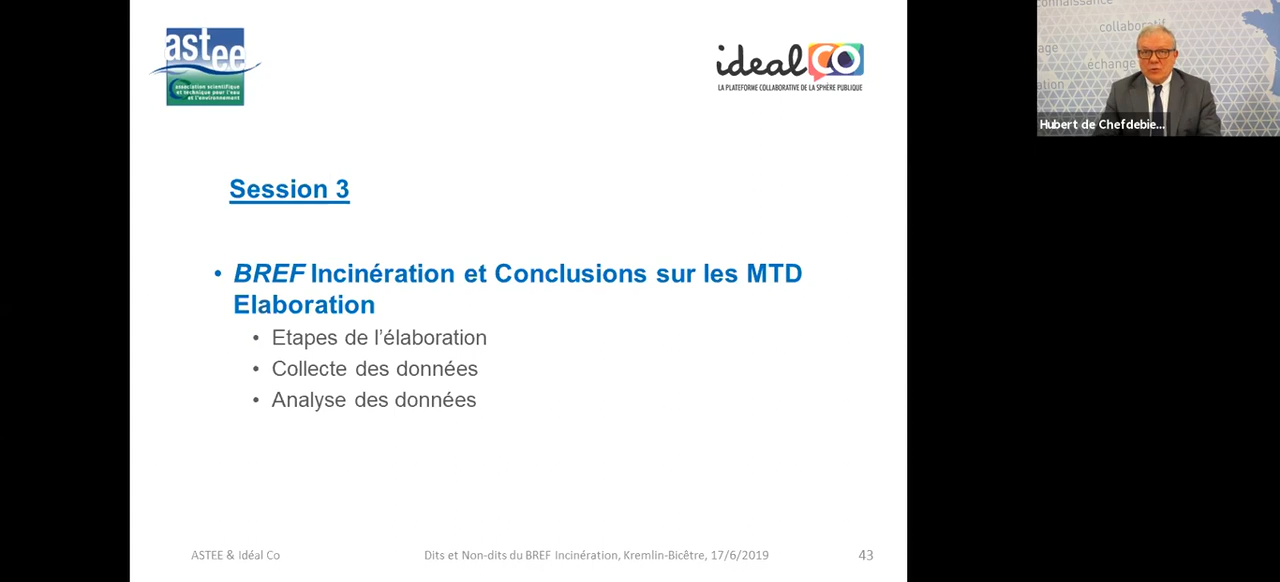 astee
association scientifique
et technique pour l'eau
et l'environnement
idealCO
LA PLATEFORME COLLABORATIVE DE LA SPHÈRE PUBLIQUE
connaissance
collaboratif
échange
Hubert de Chefdebie...
Session 3
• BREF Incinération et Conclusions sur les MTD
Elaboration
• Etapes de l'élaboration
• Collecte des données
• Analyse des données
ASTEE & Idéal Co
Dits et Non-dits du BREF Incinération, Kremlin-Bicêtre, 17/6/2019
43